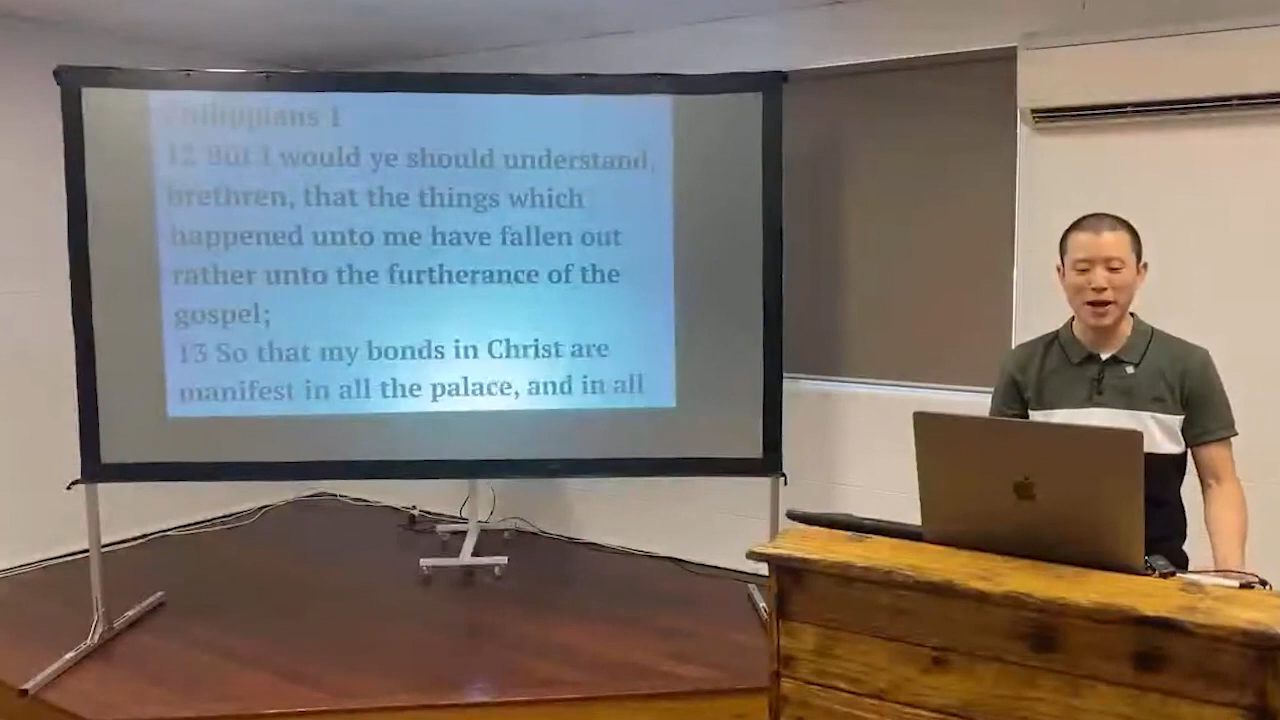 Philippians 1
12 But I would ye should understand,
brethren, that the things which
happened unto me have fallen out
rather unto the furtherance of the
gospel;
13 So that my bonds in Christ are
manifest in all the palace, and in all